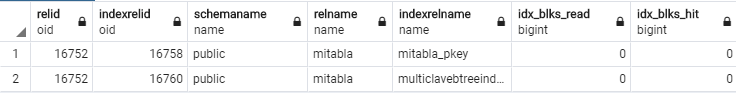 relid indexrelid schemaname relname indexrelname idx_blks_read idx_blks_hit
oid oid name name name bigint bigint
1 16752 16758 public mitabla mitabla_pkey 0 0
2 16752 16760 public mitabla multiclavebtreeind... 0 0